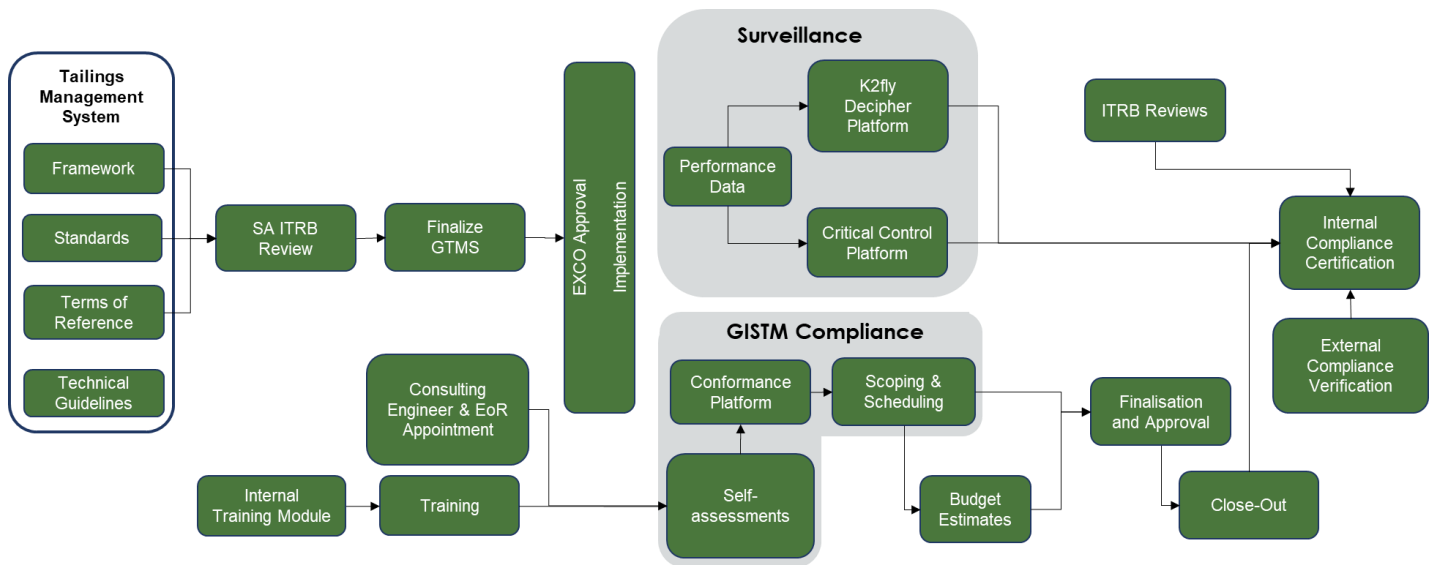 Tailings
Management
System
Framework
Standards
Terms of
Reference
Technical
Guidelines
SA ITRB
Review
Finalize
GTMS
EXCO Approval
Implementation
Consulting
Engineer & EoR
Appointment
Internal
Training Module
Training
Surveillance
Performance
Data
K2fly
Decipher
Platform
Critical Control
Platform
GISTM Compliance
Conformance
Platform
Scoping &
Scheduling
Self-
assessments
Budget
Estimates
Finalisation
and Approval
Close-Out
ITRB Reviews
Internal
Compliance
Certification
External
Compliance
Verification